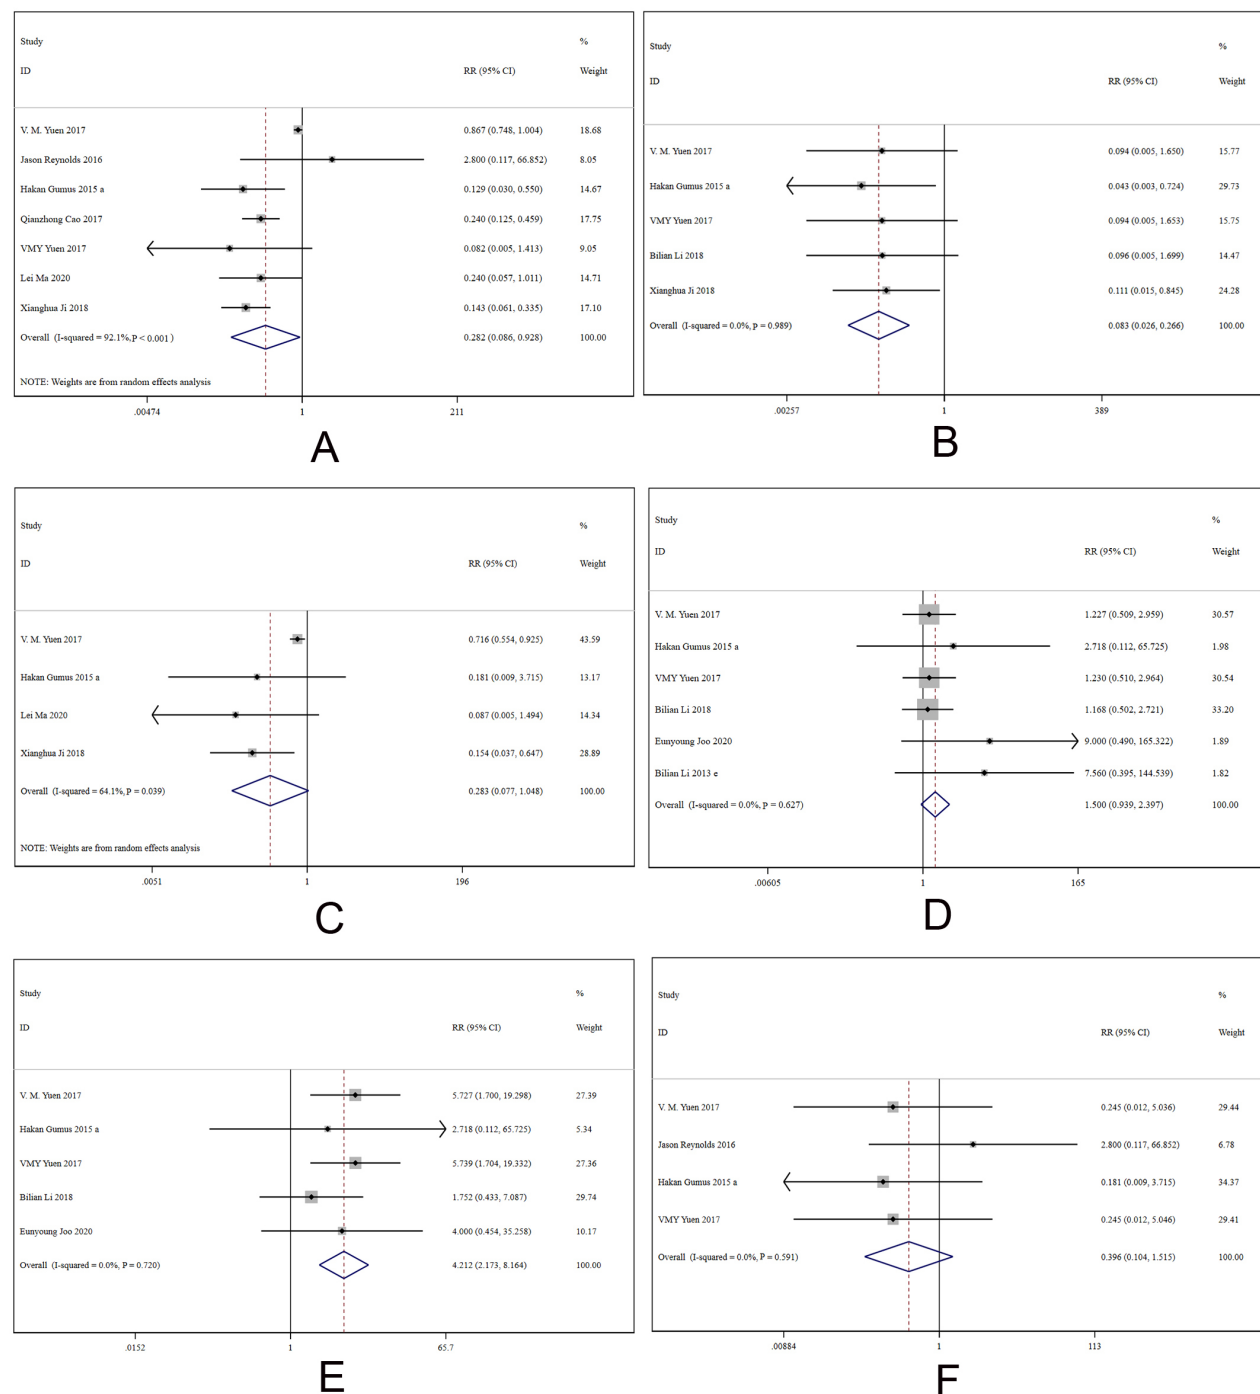 Study %
ID RR (95% CI) Weight
V. M. Yuen 2017 0.867 (0.748, 1.004) 18.68
Jason Reynolds 2016 2.800 (0.117, 66.852) 8.05
Hakan Gumus 2015 a 0.129 (0.030, 0.550) 14.67
Qianzhong Cao 2017 0.240 (0.125, 0.459) 17.75
VMY Yuen 2017 0.082 (0.005, 1.413) 9.05
Lei Ma 2020 0.240 (0.057, 1.011) 14.71
Xianghua Ji 2018 0.143 (0.061, 0.335) 17.10
Overall (I-squared = 92.1%, P < 0.001 ) 0.282 (0.086, 0.928) 100.00
NOTE: Weights are from random effects analysis
.00474 1 211
A
Study %
ID RR (95% CI) Weight
V. M. Yuen 2017 0.094 (0.005, 1.650) 15.77
Hakan Gumus 2015 a 0.043 (0.003, 0.724) 29.73
VMY Yuen 2017 0.094 (0.005, 1.653) 15.75
Bilian Li 2018 0.096 (0.005, 1.699) 14.47
Xianghua Ji 2018 0.111 (0.015, 0.845) 24.28
Overall (I-squared = 0.0%, p = 0.989) 0.083 (0.026, 0.266) 100.00
.00257 1 389
B
Study %
ID RR (95% CI) Weight
V. M. Yuen 2017 0.716 (0.554, 0.925) 43.59
Hakan Gumus 2015 a 0.181 (0.009, 3.715) 13.17
Lei Ma 2020 0.087 (0.005, 1.494) 14.34
Xianghua Ji 2018 0.154 (0.037, 0.647) 28.89
Overall (I-squared = 64.1%, P = 0.039) 0.283 (0.077, 1.048) 100.00
NOTE: Weights are from random effects analysis
.0051 1 196
C
Study %
ID RR (95% CI) Weight
V. M. Yuen 2017 1.227 (0.509, 2.959) 30.57
Hakan Gumus 2015 a 2.718 (0.112, 65.725) 1.98
VMY Yuen 2017 1.230 (0.510, 2.964) 30.54
Bilian Li 2018 1.168 (0.502, 2.721) 33.20
Eunyoung Joo 2020 9.000 (0.490, 165.322) 1.89
Bilian Li 2013 e 7.560 (0.395, 144.539) 1.82
Overall (I-squared = 0.0%, P = 0.627) 1.500 (0.939, 2.397) 100.00
.00605 1 165
D
Study %
ID RR (95% CI) Weight
V. M. Yuen 2017 5.727 (1.700, 19.298) 27.39
Hakan Gumus 2015 a 2.718 (0.112, 65.725) 5.34
VMY Yuen 2017 5.739 (1.704, 19.332) 27.36
Bilian Li 2018 1.752 (0.433, 7.087) 29.74
Eunyoung Joo 2020 4.000 (0.454, 35.258) 10.17
Overall (I-squared = 0.0%, P = 0.720) 4.212 (2.173, 8.164) 100.00
.0152 1 65.7
E
Study %
ID RR (95% CI) Weight
V. M. Yuen 2017 0.245 (0.012, 5.036) 29.44
Jason Reynolds 2016 2.800 (0.117, 66.852) 6.78
Hakan Gumus 2015 a 0.181 (0.009, 3.715) 34.37
VMY Yuen 2017 0.245 (0.012, 5.046) 29.41
Overall (I-squared = 0.0%, P = 0.591) 0.396 (0.104, 1.515) 100.00
.00884 1 113
F